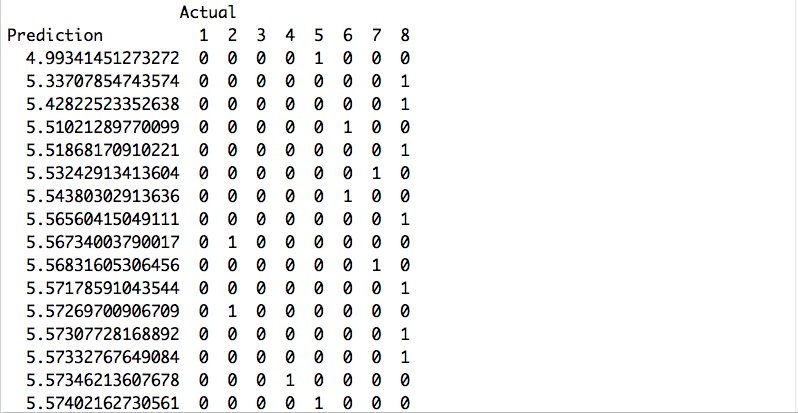 Actual
Prediction 1 2 3 4 5 6 7 8
4.99341451273272 0 0 0 0 1 0 0 0
5.33707854743574 0 0 0 0 0 0 0 1
5.42822523352638 0 0 0 0 0 0 0 1
5.51021289770099 0 0 0 0 0 1 0 0
5.51868170910221 0 0 0 0 0 0 0 1
5.53242913413604 0 0 0 0 0 0 1 0
5.54380302913636 0 0 0 0 0 1 0 0
5.56560415049111 0 0 0 0 0 0 0 1
5.56734003790017 0 1 0 0 0 0 0 0
5.56831605306456 0 0 0 0 0 0 1 0
5.57178591043544 0 0 0 0 0 0 0 1
5.57269700906709 0 1 0 0 0 0 0 0
5.57307728168892 0 0 0 0 0 0 0 1
5.57332767649084 0 0 0 0 0 0 0 1
5.57346213607678 0 0 0 1 0 0 0 0
5.57402162730561 0 0 0 0 1 0 0 0